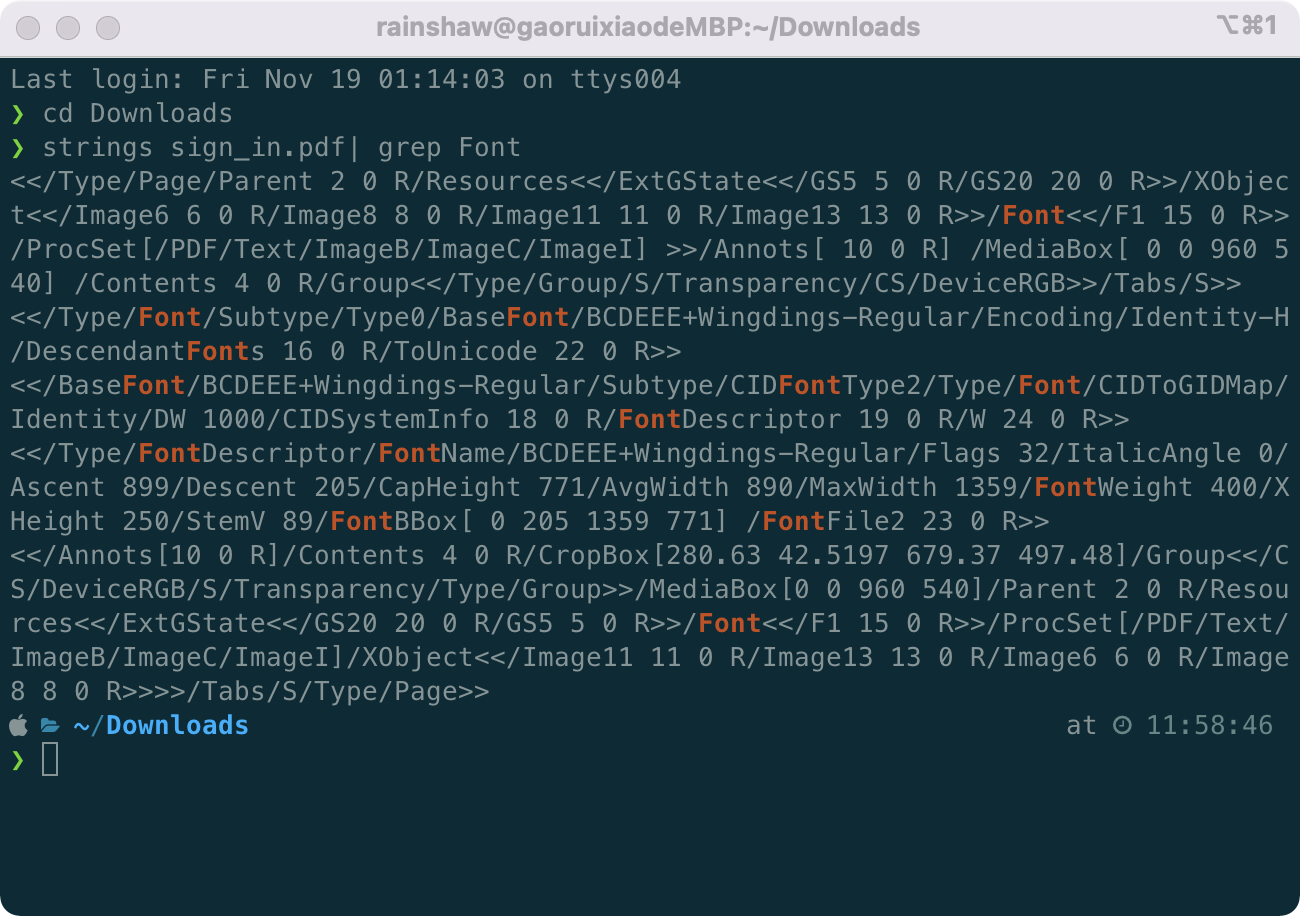 rainshaw@gaoruixiaodeMBP:~/Downloads ⌥⌘1
Last login: Fri Nov 19 01:14:03 on ttys004
❯ cd Downloads
❯ strings sign_in.pdf| grep Font
<</Type/Page/Parent 2 0 R/Resources<</ExtGState<</GS5 5 0 R/GS20 20 0 R>>/XObjec
t<</Image6 6 0 R/Image8 8 0 R/Image11 11 0 R/Image13 13 0 R>>/Font<</F1 15 0 R>>
/ProcSet[/PDF/Text/ImageB/ImageC/ImageI] >>/Annots[ 10 0 R] /MediaBox[ 0 0 960 5
40] /Contents 4 0 R/Group<</Type/Group/S/Transparency/CS/DeviceRGB>>/Tabs/S>>
<</Type/Font/Subtype/Type0/BaseFont/BCDEEE+Wingdings-Regular/Encoding/Identity-H
/DescendantFonts 16 0 R/ToUnicode 22 0 R>>
<</BaseFont/BCDEEE+Wingdings-Regular/Subtype/CIDFontType2/Type/Font/CIDToGIDMap/
Identity/DW 1000/CIDSystemInfo 18 0 R/FontDescriptor 19 0 R/W 24 0 R>>
<</Type/FontDescriptor/FontName/BCDEEE+Wingdings-Regular/Flags 32/ItalicAngle 0/
Ascent 899/Descent 205/CapHeight 771/AvgWidth 890/MaxWidth 1359/FontWeight 400/X
Height 250/StemV 89/FontBBox[ 0 205 1359 771] /FontFile2 23 0 R>>
<</Annots[10 0 R]/Contents 4 0 R/CropBox[280.63 42.5197 679.37 497.48]/Group<</C
S/DeviceRGB/S/Transparency/Type/Group>>/MediaBox[0 0 960 540]/Parent 2 0 R/Resou
rces<</ExtGState<</GS20 20 0 R/GS5 5 0 R>>/Font<</F1 15 0 R>>/ProcSet[/PDF/Text/
ImageB/ImageC/ImageI]/XObject<</Image11 11 0 R/Image13 13 0 R/Image6 6 0 R/Image
8 8 0 R>>>>/Tabs/S/Type/Page>>
~/Downloads at 11:58:46
❯